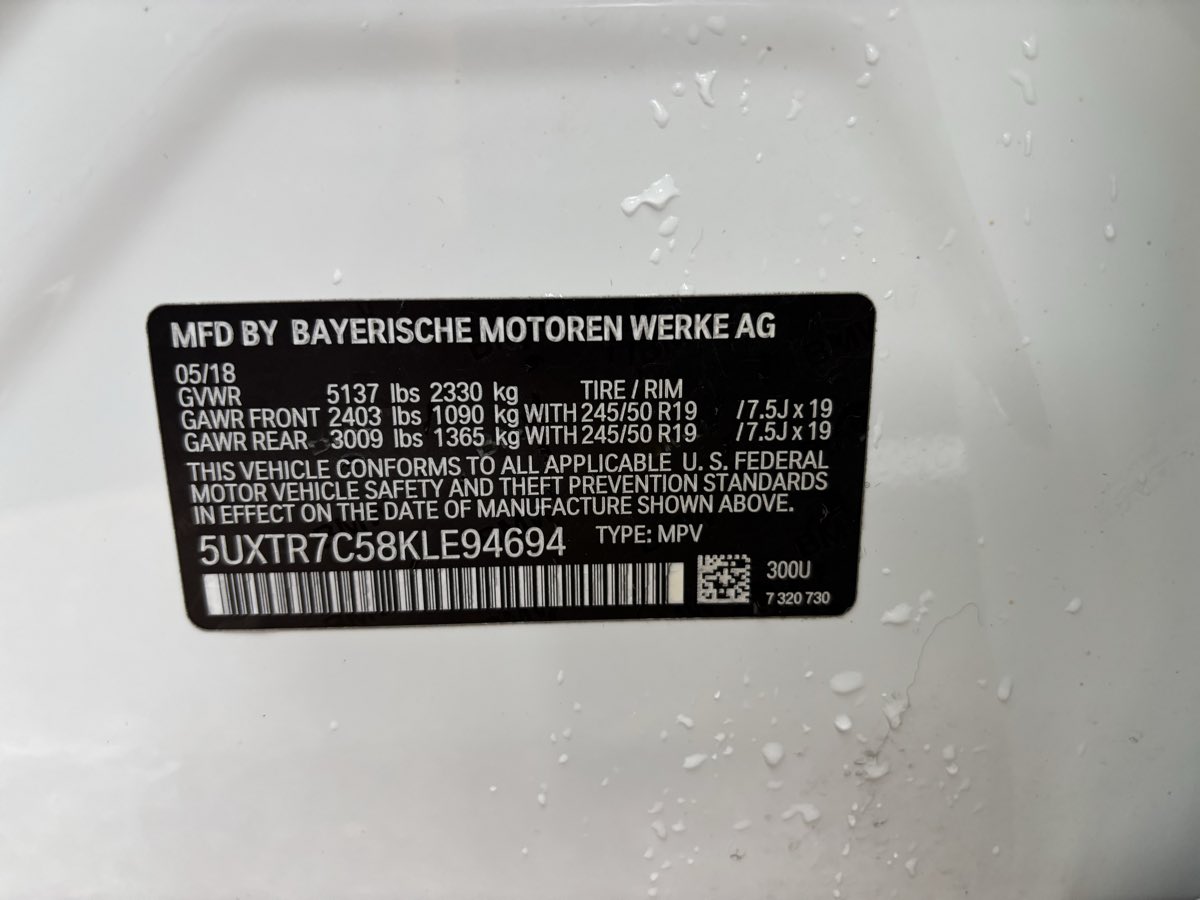 MFD BY BAYERISCHE MOTOREN WERKE AG
05/18
GVWR 5137 lbs 2330 kg TIRE / RIM
GAWR FRONT 2403 lbs 1090 kg WITH 245/50 R19 /7.5J x 19
GAWR REAR 3009 lbs 1365 kg WITH 245/50 R19 /7.5J x 19
THIS VEHICLE CONFORMS TO ALL APPLICABLE U. S. FEDERAL
MOTOR VEHICLE SAFETY AND THEFT PREVENTION STANDARDS
IN EFFECT ON THE DATE OF MANUFACTURE SHOWN ABOVE.
5UXTR7C58KLE94694 TYPE: MPV
300U
7 320 730